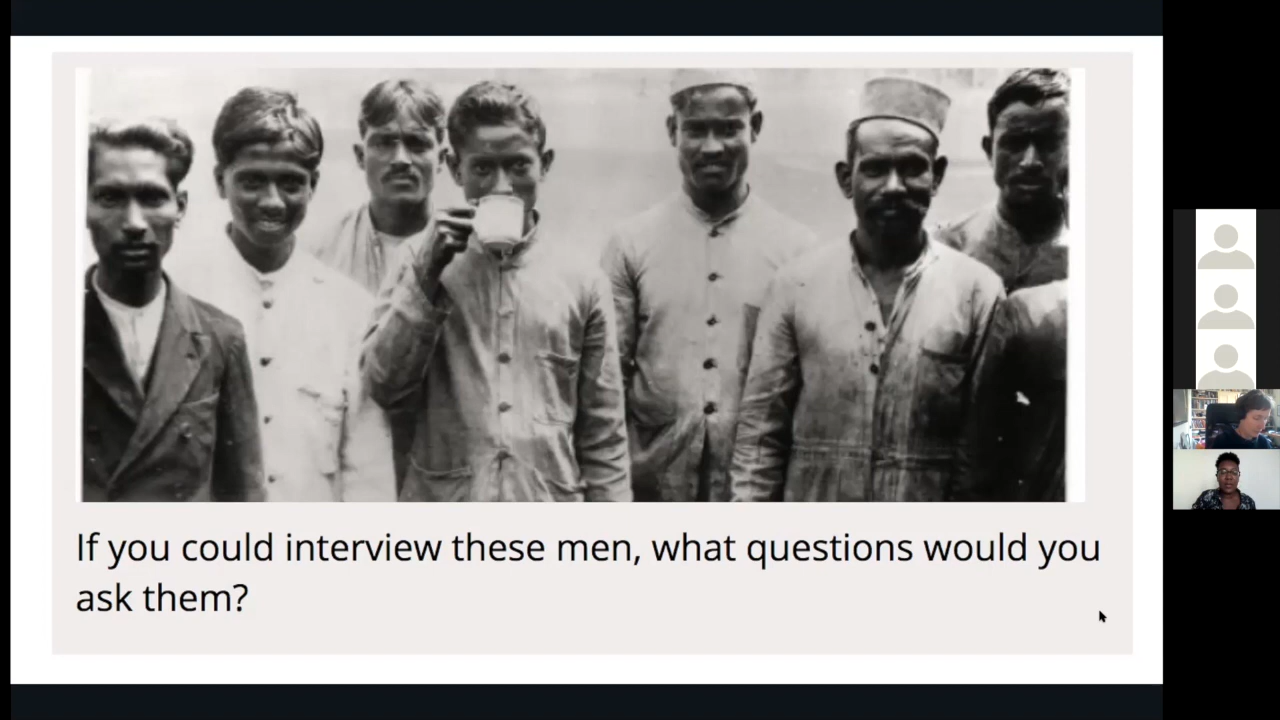 If you could interview these men, what questions would you
ask them?